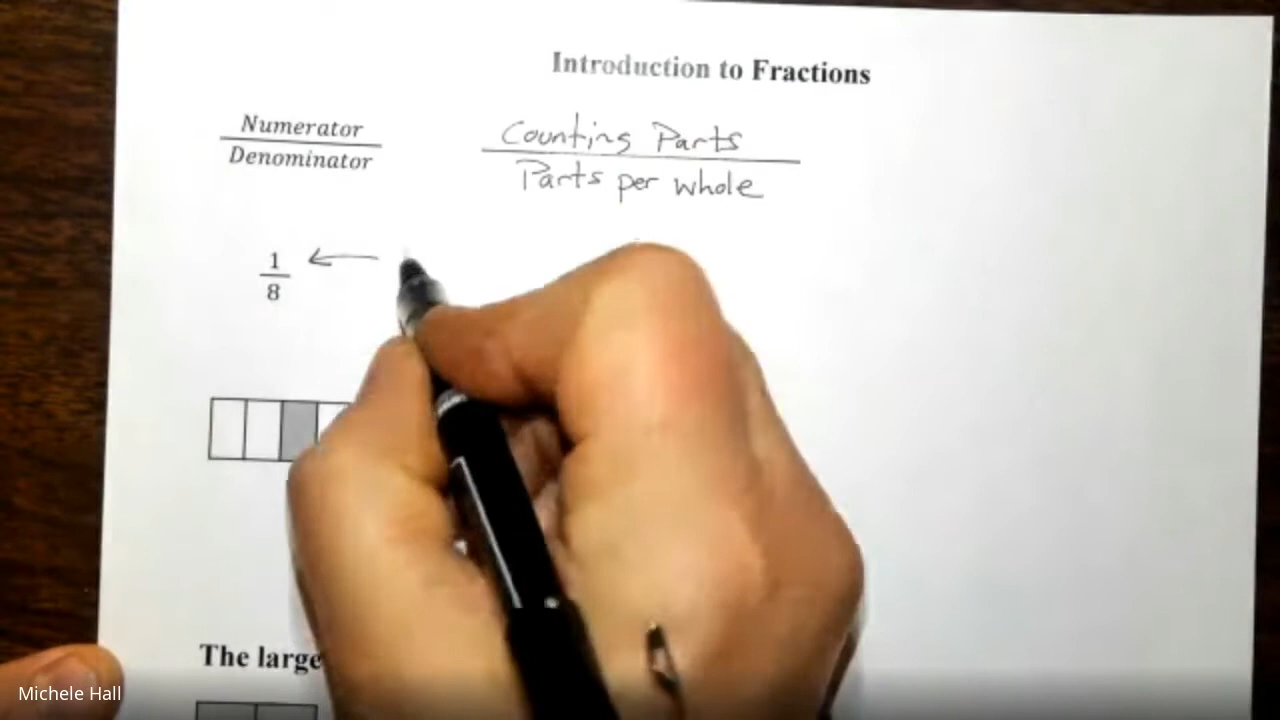 Introduction to Fractions
Numerator
Denominator
Counting Parts
Parts per whole
1
8
The large
Michele Hall